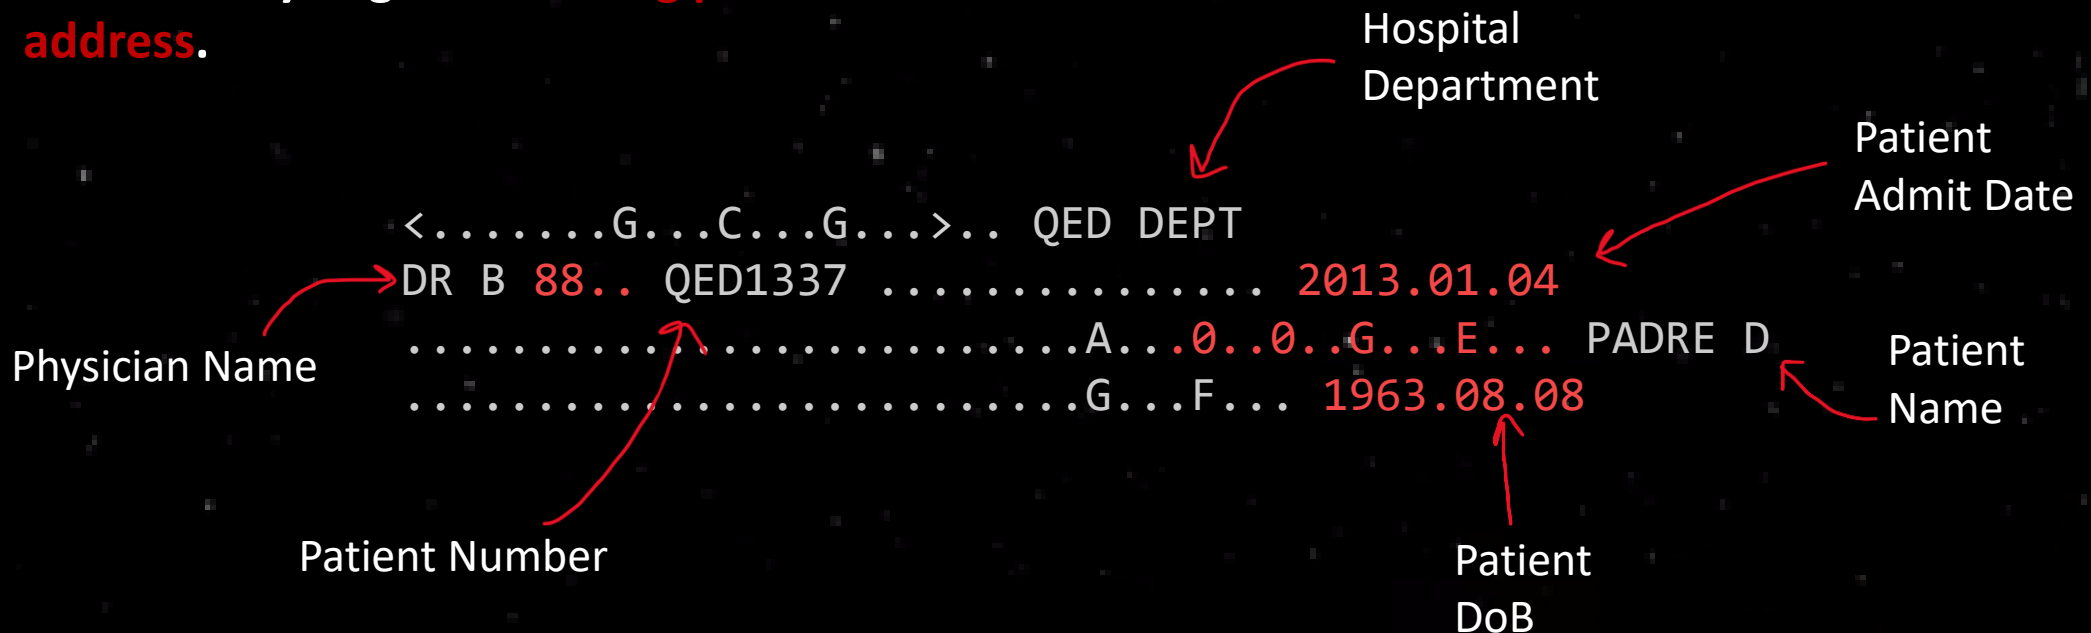 address.
Hospital
Department
Patient
Admit Date
<.......G...C...G...>.. QED DEPT
DR B 88.. QED1337 ............... 2013.01.04
..........................A...0..0..G...E... PADRE D
..........................G...F... 1963.08.08
Physician Name
Patient
Name
Patient Number
Patient
DoB